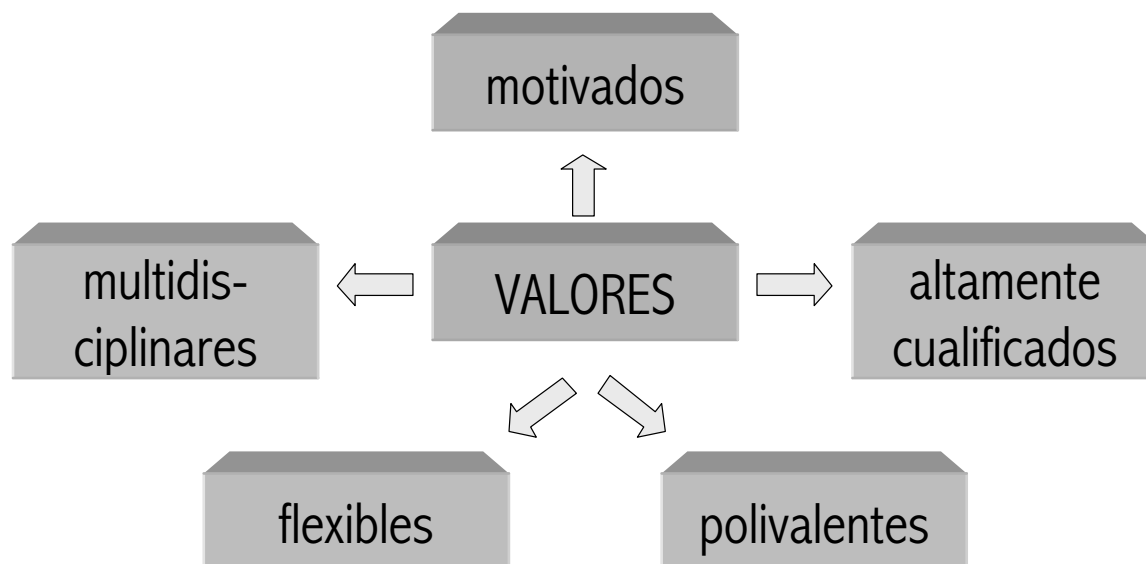 motivados
multidis-
ciplinares
VALORES
altamente
cualificados
flexibles
polivalentes